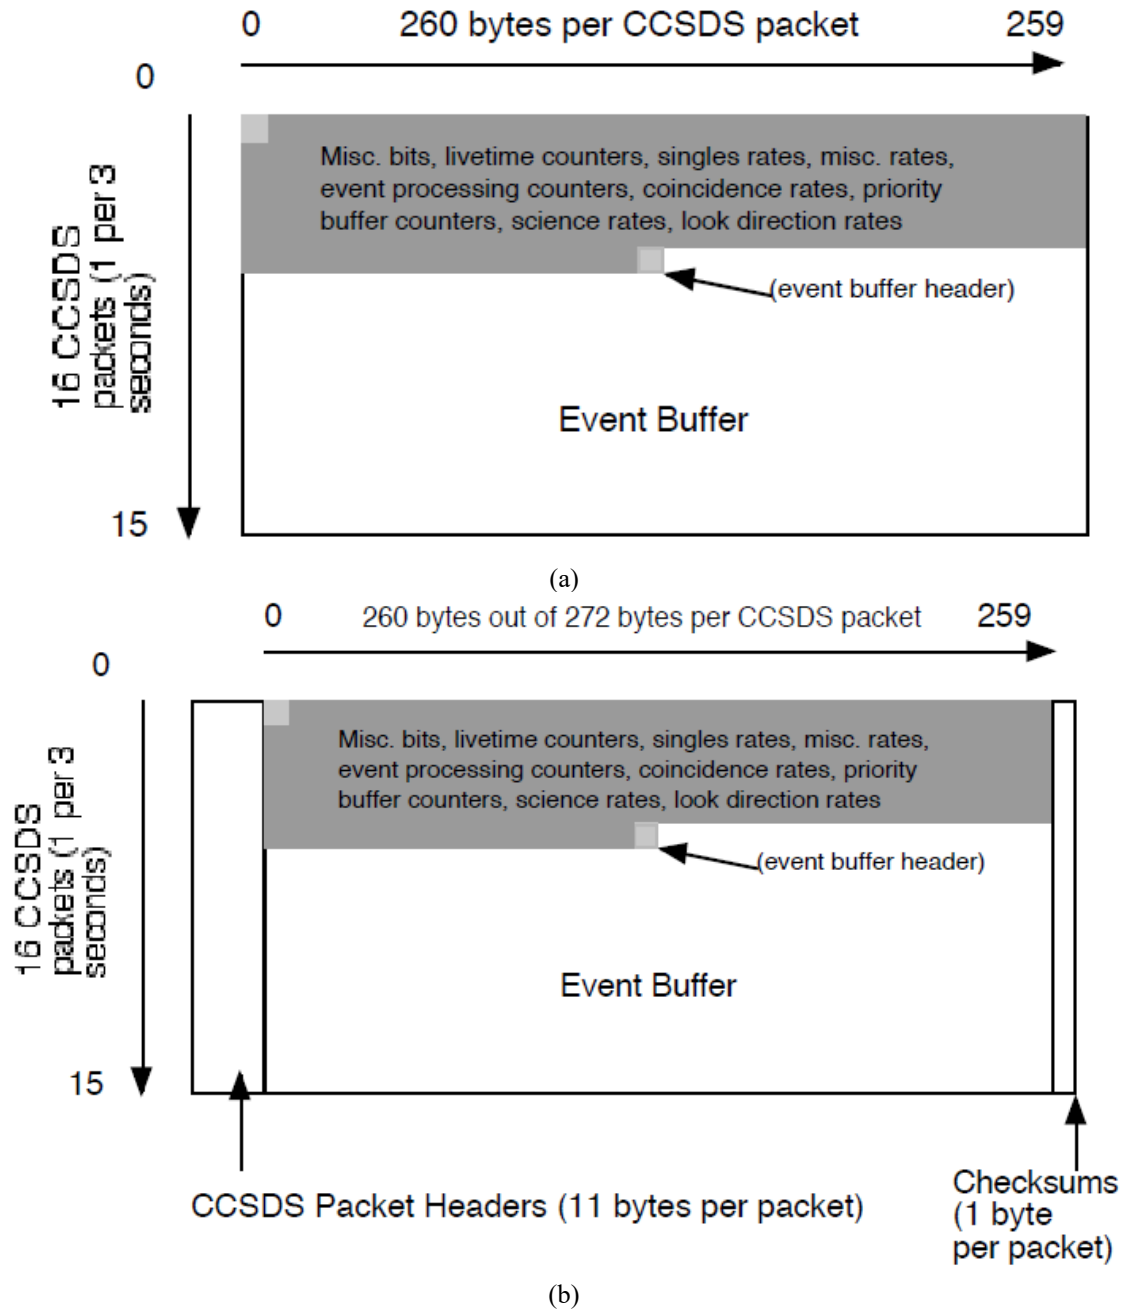 0 260 bytes per CCSDS packet 259
0
16 CCSDS
packets (1 per 3
seconds)
Misc. bits, livetime counters, singles rates, misc. rates,
event processing counters, coincidence rates, priority
buffer counters, science rates, look direction rates
(event buffer header)
Event Buffer
15
(a)
0 260 bytes out of 272 bytes per CCSDS packet 259
0
16 CCSDS
packets (1 per 3
seconds)
Misc. bits, livetime counters, singles rates, misc. rates,
event processing counters, coincidence rates, priority
buffer counters, science rates, look direction rates
(event buffer header)
Event Buffer
15
CCSDS Packet Headers (11 bytes per packet)
Checksums
(1 byte
per packet)
(b)